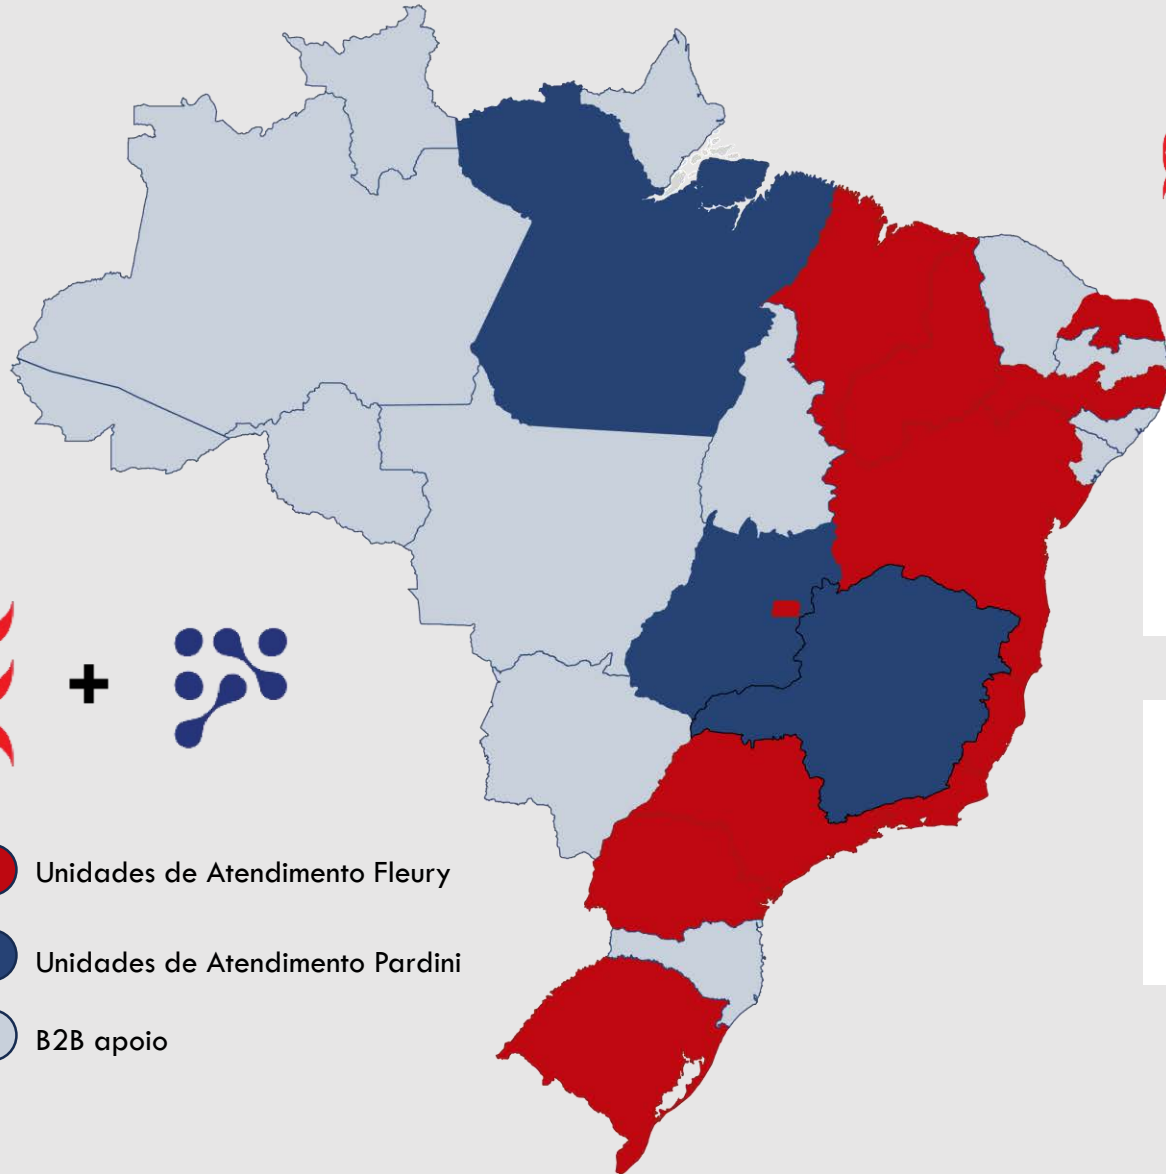 +
Unidades de Atendimento Fleury
Unidades de Atendimento Pardini
B2B apoio